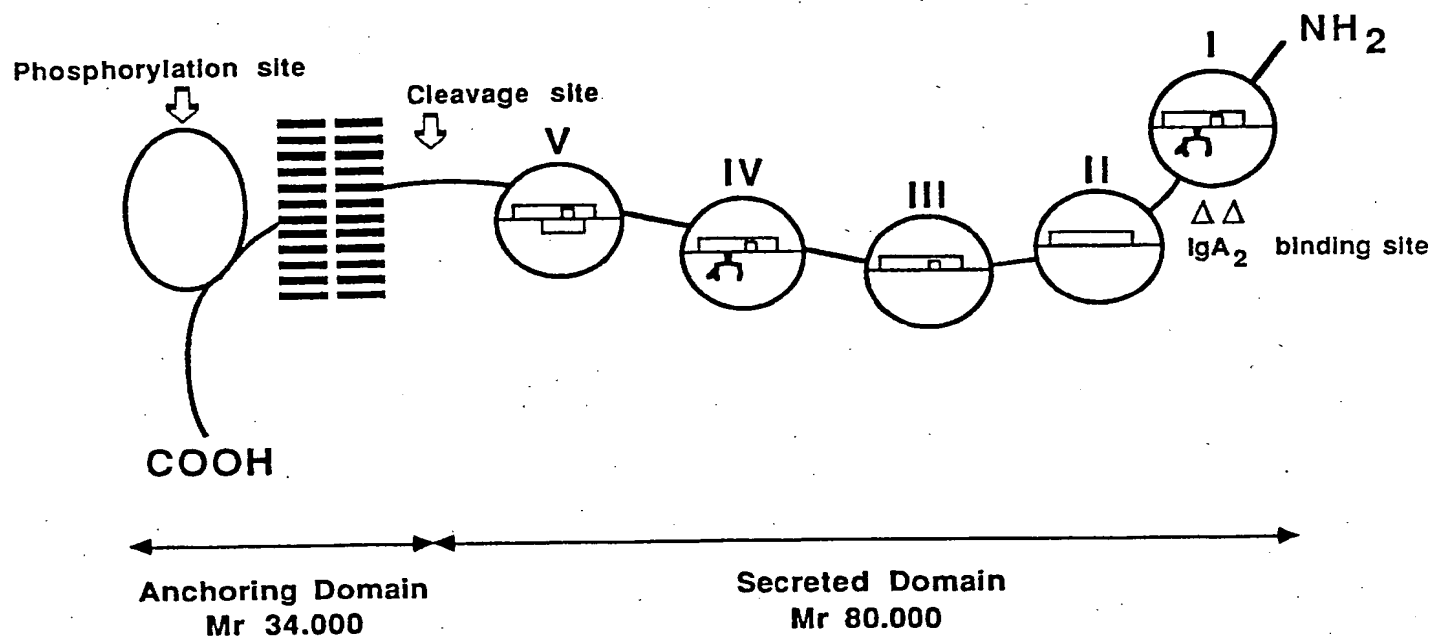 I
NH2
Phosphorylation site
Cleavage site
V
IV
III
II
IgA2 binding site
COOH
Anchoring Domain
Mr 34.000
Secreted Domain
Mr 80.000